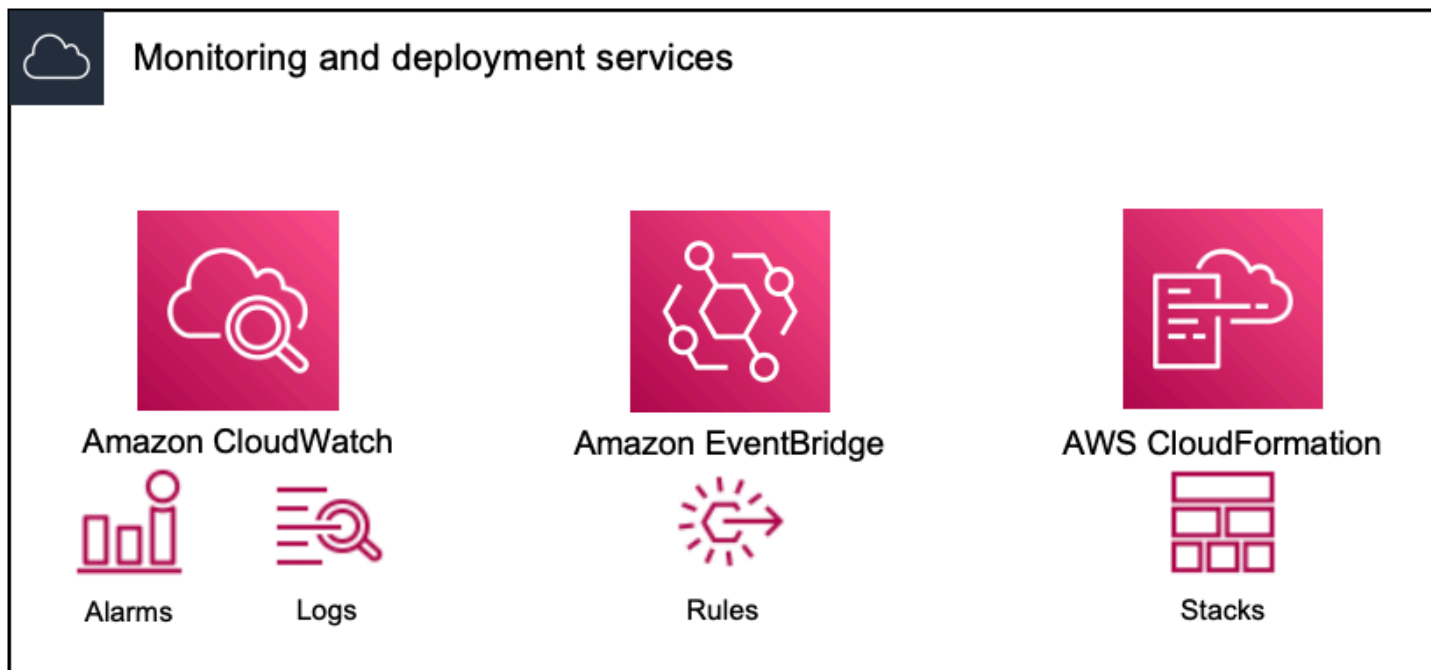 Monitoring and deployment services
Amazon CloudWatch
Amazon EventBridge
AWS CloudFormation
Alarms
Logs
Rules
Stacks